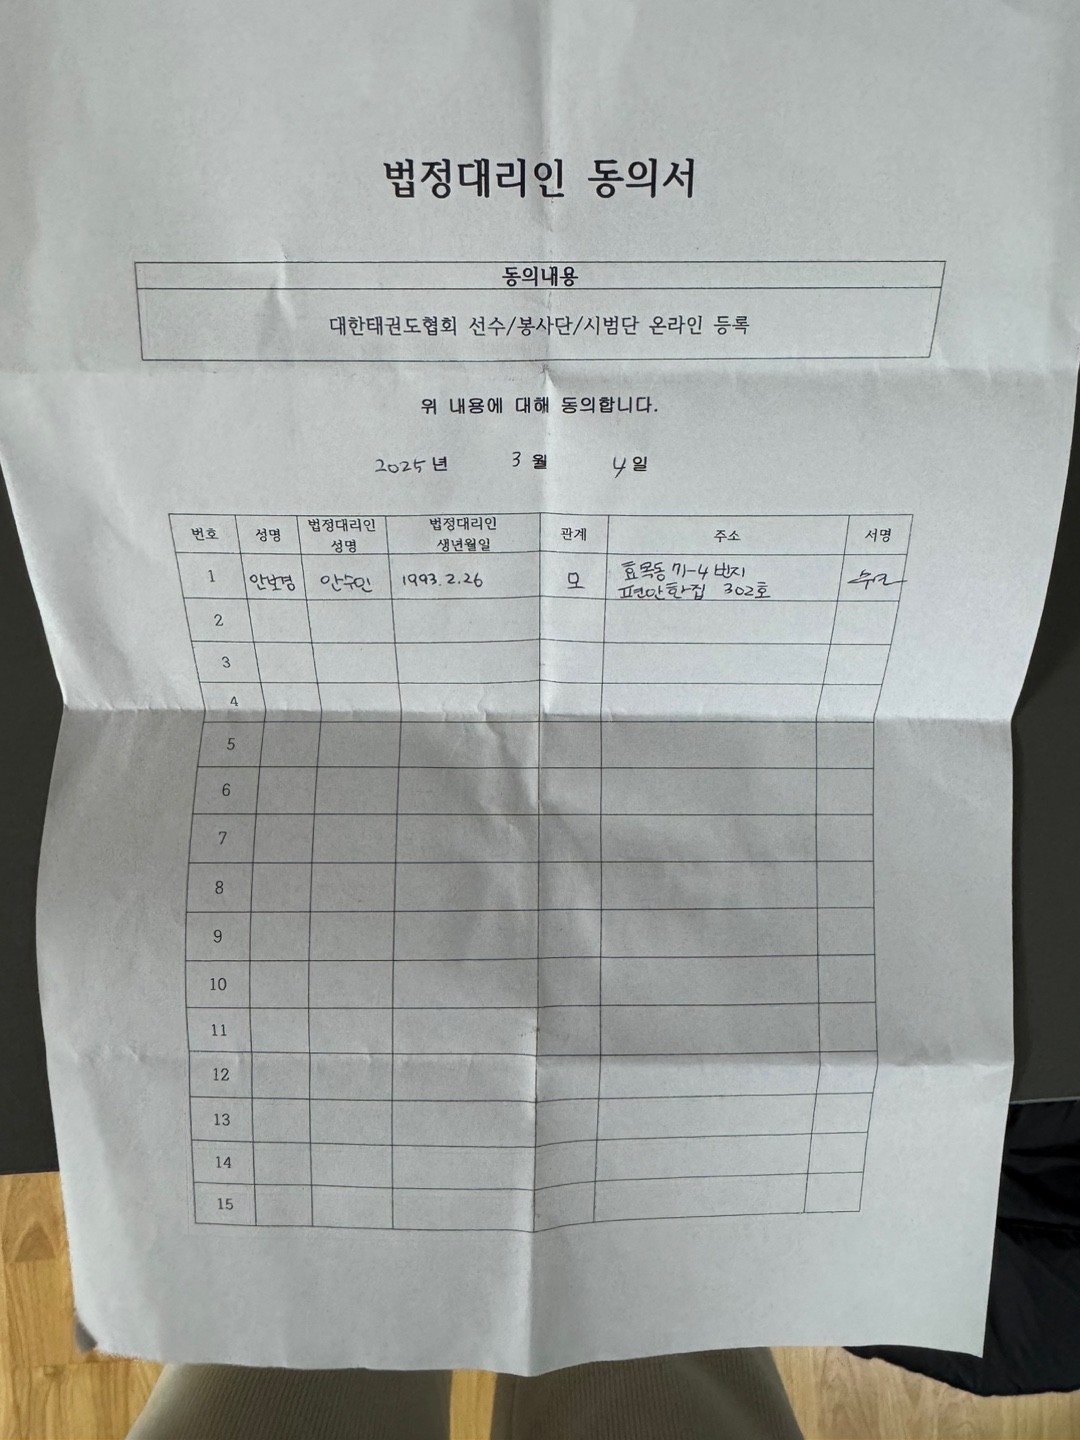 법정대리인 동의서
동의내용
대한태권도협회 선수/봉사단/시범단 온라인 등록
위 내용에 대해 동의합니다.
2025년 3월 4일
번호 성명 법정대리인 성명 법정대리인 생년월일 관계 주소 서명
1 안보경 안수민 1993.2.26 모 효목동 71-4 번지
편안한집 302호
2
3
4
5
6
7
8
9
10
11
12
13
14
15